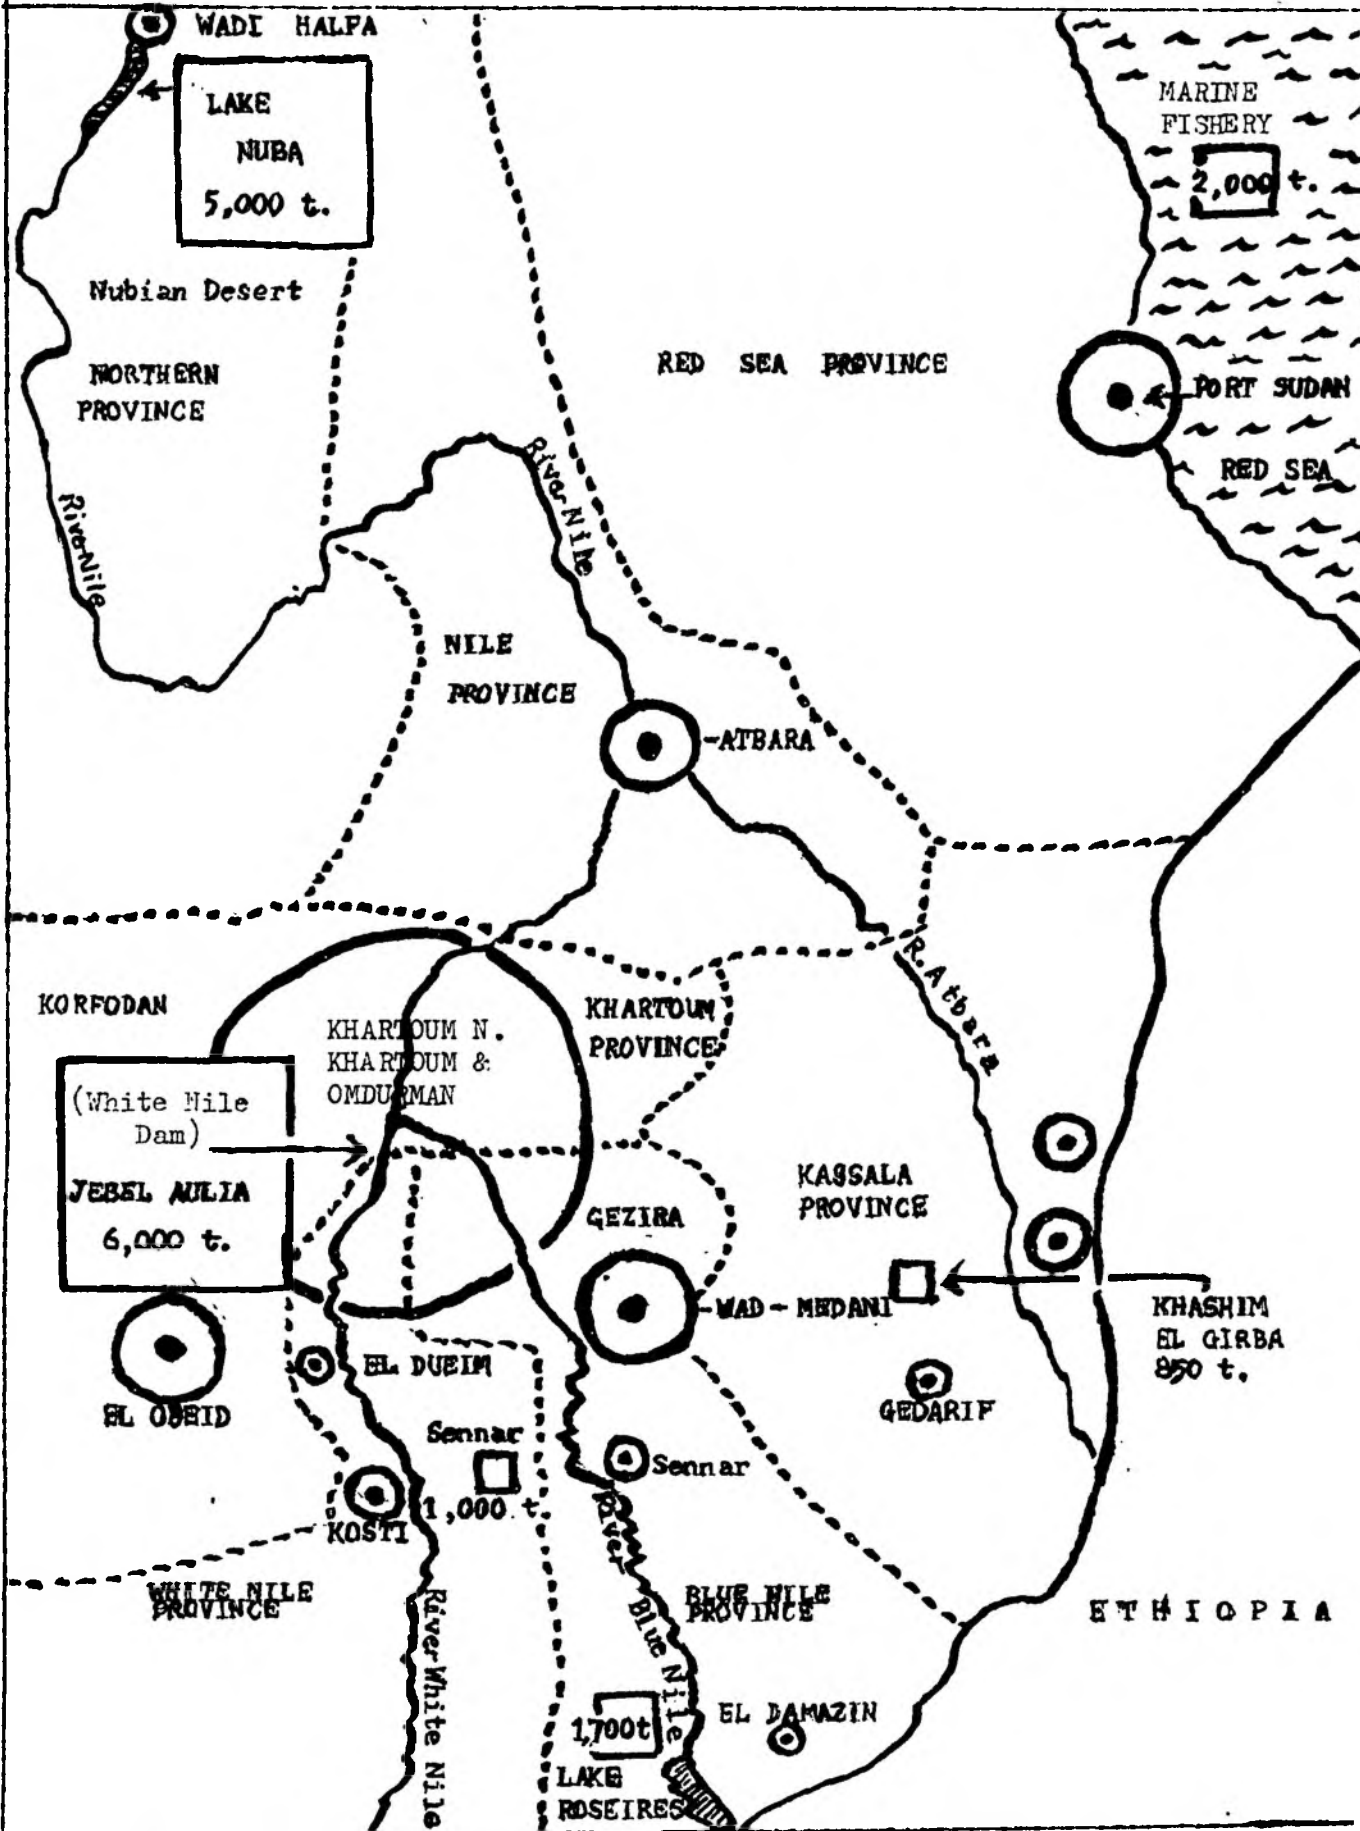 WADI HALFA
LAKE
NUBA
5,000 t.
MARINE
FISHERY
2,000 t.
Nubian Desert
NORTHERN
PROVINCE
RED SEA PROVINCE
PORT SUDAN
RED SEA
River Nile
River Nile
NILE
PROVINCE
-ATBARA
KORFODAN
KHARTOUM N.
KHARTOUM &
OMDURMAN
KHARTOUM
PROVINCE
R. Atbara
(White Nile
Dam)
JEBEL AULIA
6,000 t.
KASSALA
PROVINCE
GEZIRA
-WAD-MEDANI
KHASHIM
EL GIRBA
850 t.
EL DUEIM
EL OBEID
GEDARIF
Sennar
1,000 t.
Sennar
KOSTI
WHITE NILE
PROVINCE
River White Nile
River Blue Nile
BLUE NILE
PROVINCE
ETHIOPIA
1,700t
LAKE
ROSEIRES
EL DAMAZIN